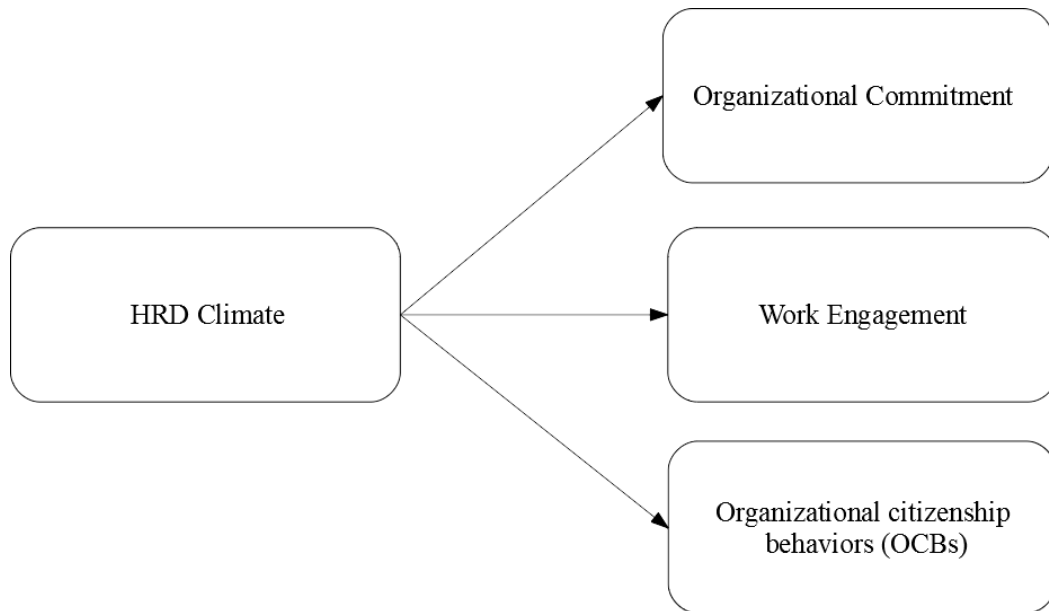 Organizational Commitment
HRD Climate
Work Engagement
Organizational citizenship
behaviors (OCBs)